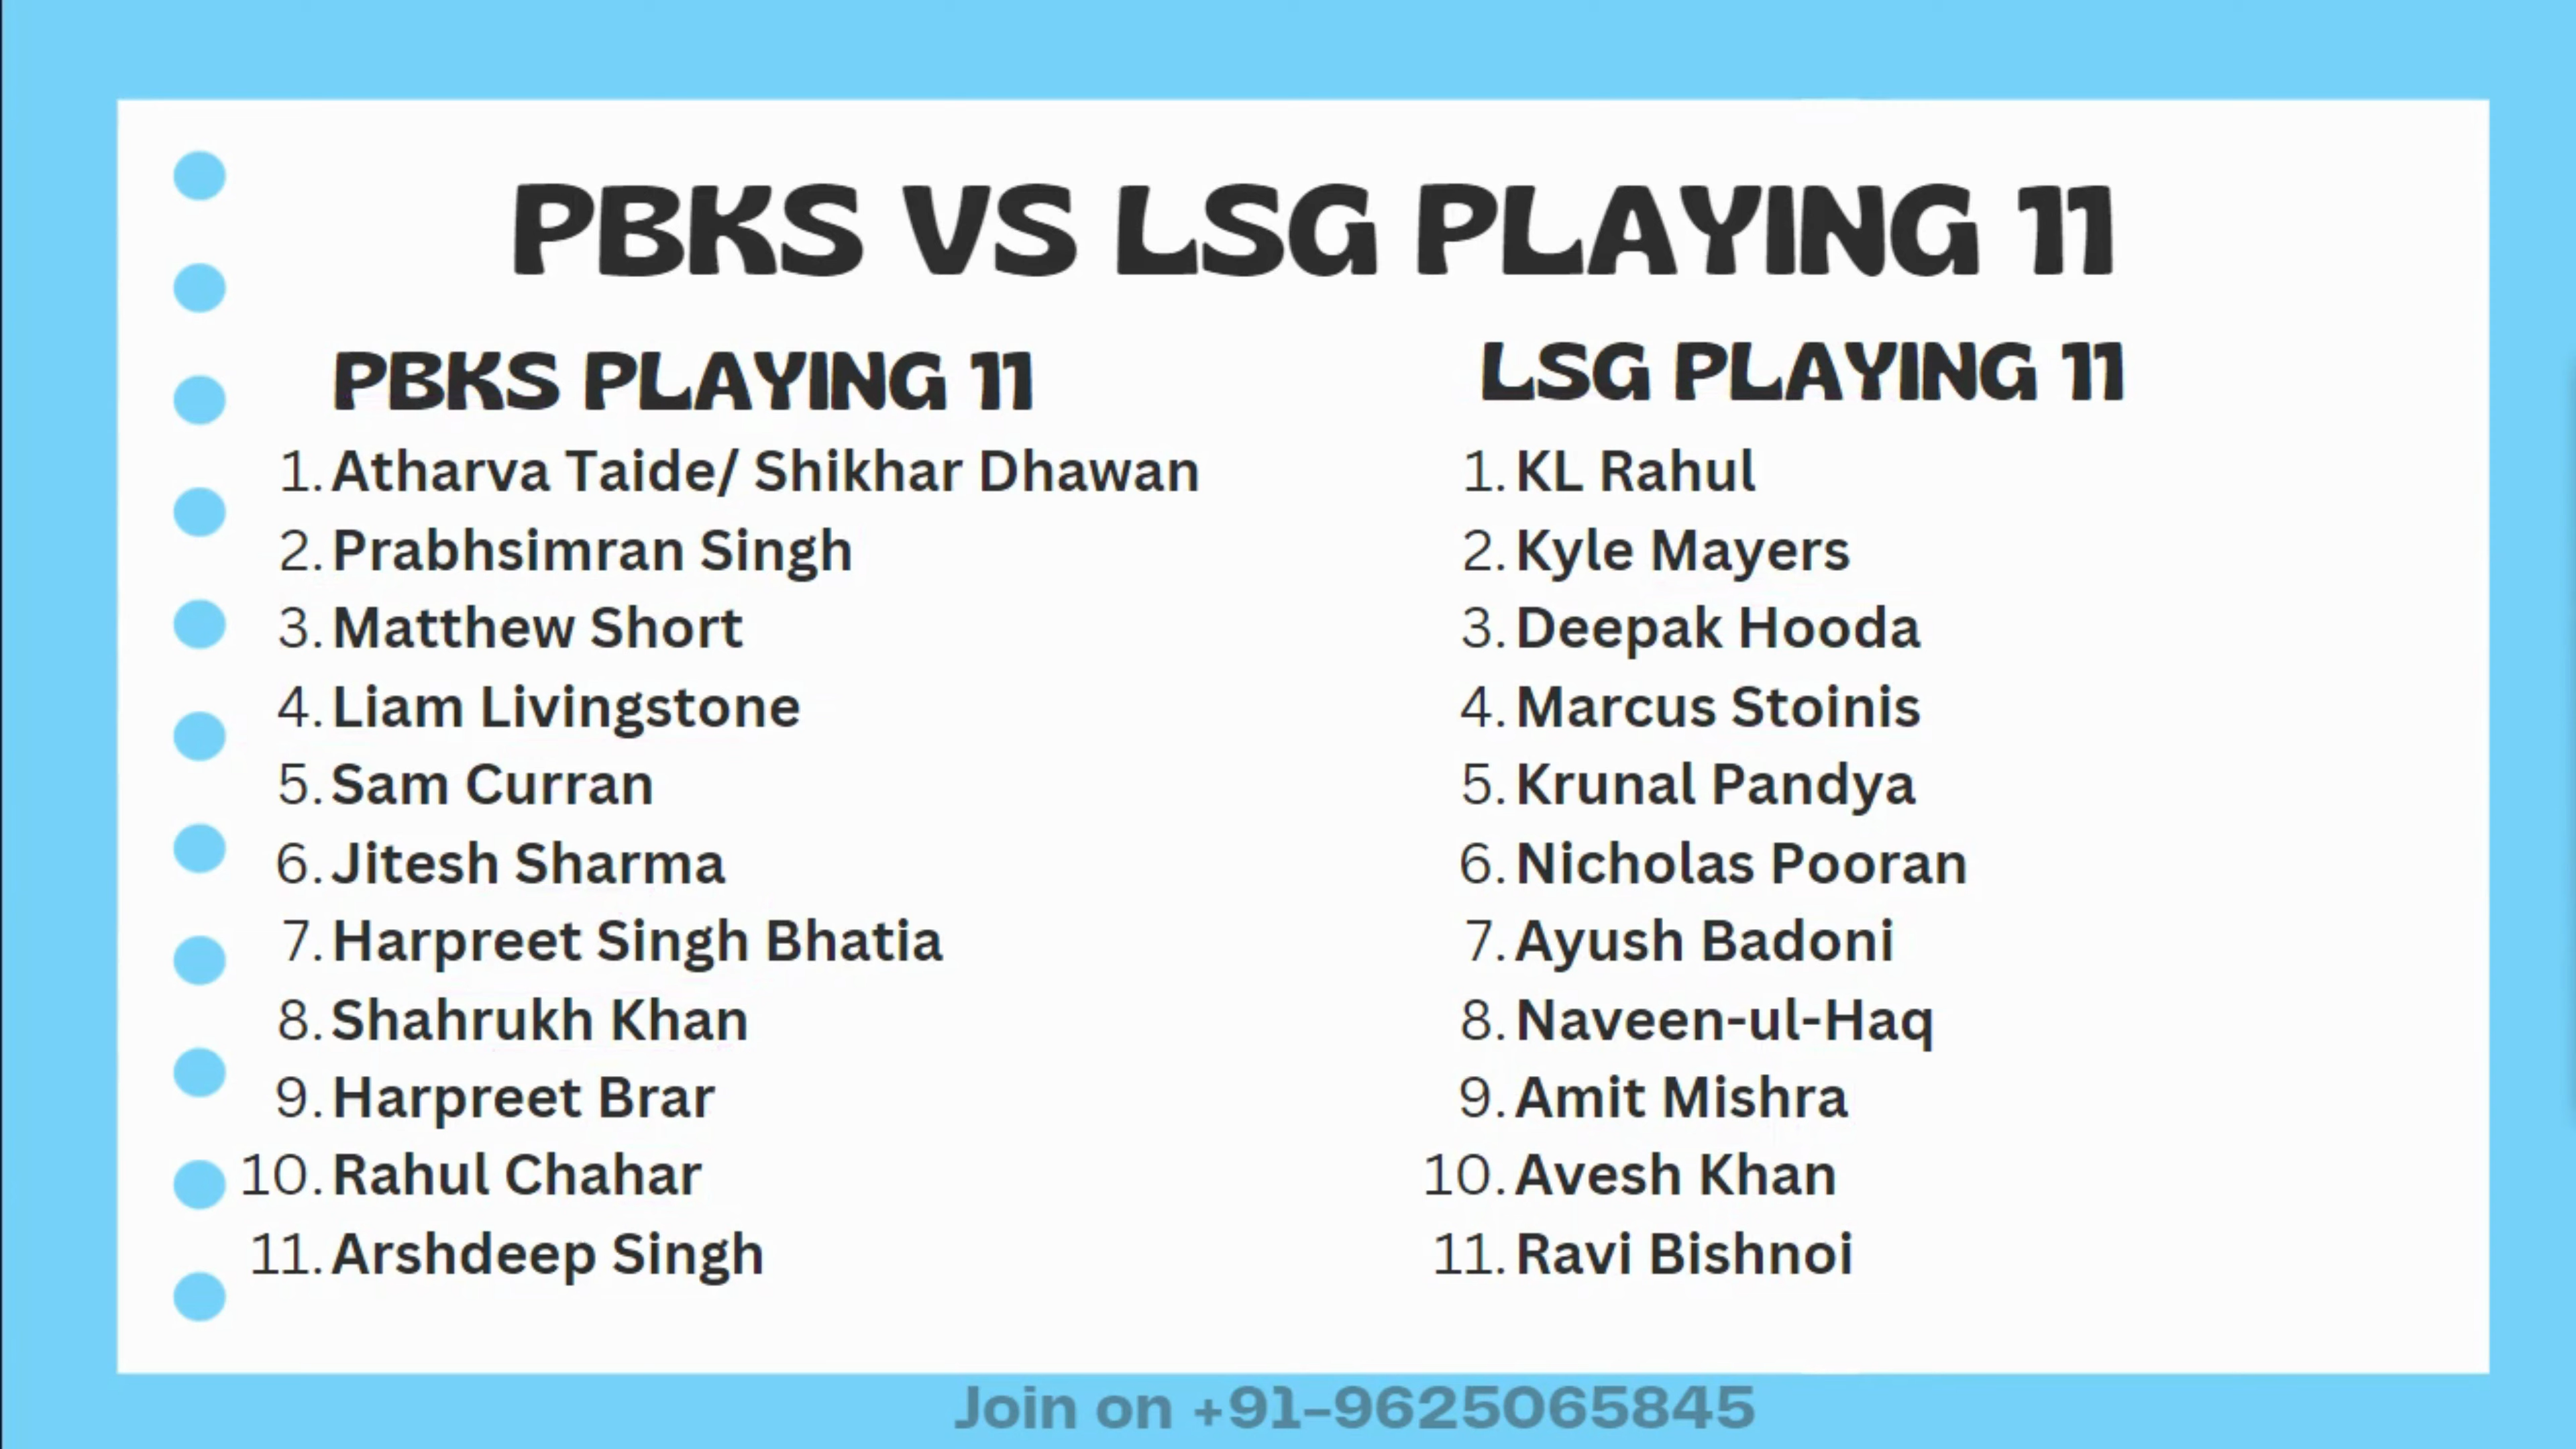 PBKS VS LSG PLAYING 11
PBKS PLAYING 11
1. Atharva Taide/ Shikhar Dhawan
2. Prabhsimran Singh
3. Matthew Short
4. Liam Livingstone
5. Sam Curran
6. Jitesh Sharma
7. Harpreet Singh Bhatia
8. Shahrukh Khan
9. Harpreet Brar
10. Rahul Chahar
11. Arshdeep Singh
LSG PLAYING 11
1. KL Rahul
2. Kyle Mayers
3. Deepak Hooda
4. Marcus Stoinis
5. Krunal Pandya
6. Nicholas Pooran
7. Ayush Badoni
8. Naveen-ul-Haq
9. Amit Mishra
10. Avesh Khan
11. Ravi Bishnoi
Join on +91-9625065845